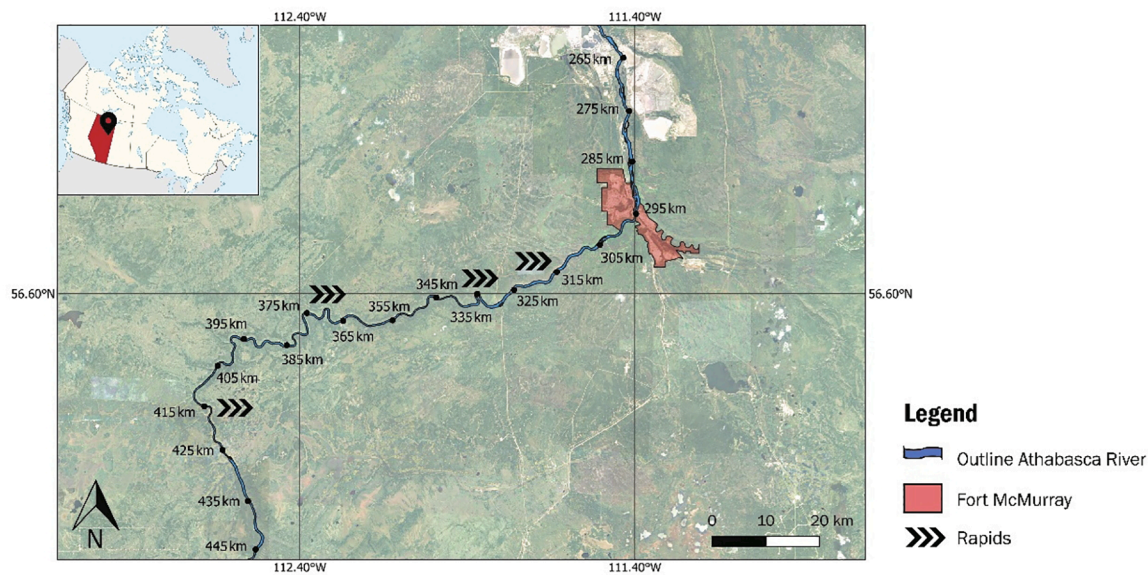 112.40°W
111.40°W
265 km
275 km
285 km
295 km
305 km
315 km
345 km
325 km
56.60°N
56.60°N
375 km
355 km
335 km
395 km
365 km
385 km
405 km
415 km
425 km
435 km
445 km
N
0 10 20 km
112.40°W
111.40°W
Legend
Outline Athabasca River
Fort McMurray
Rapids